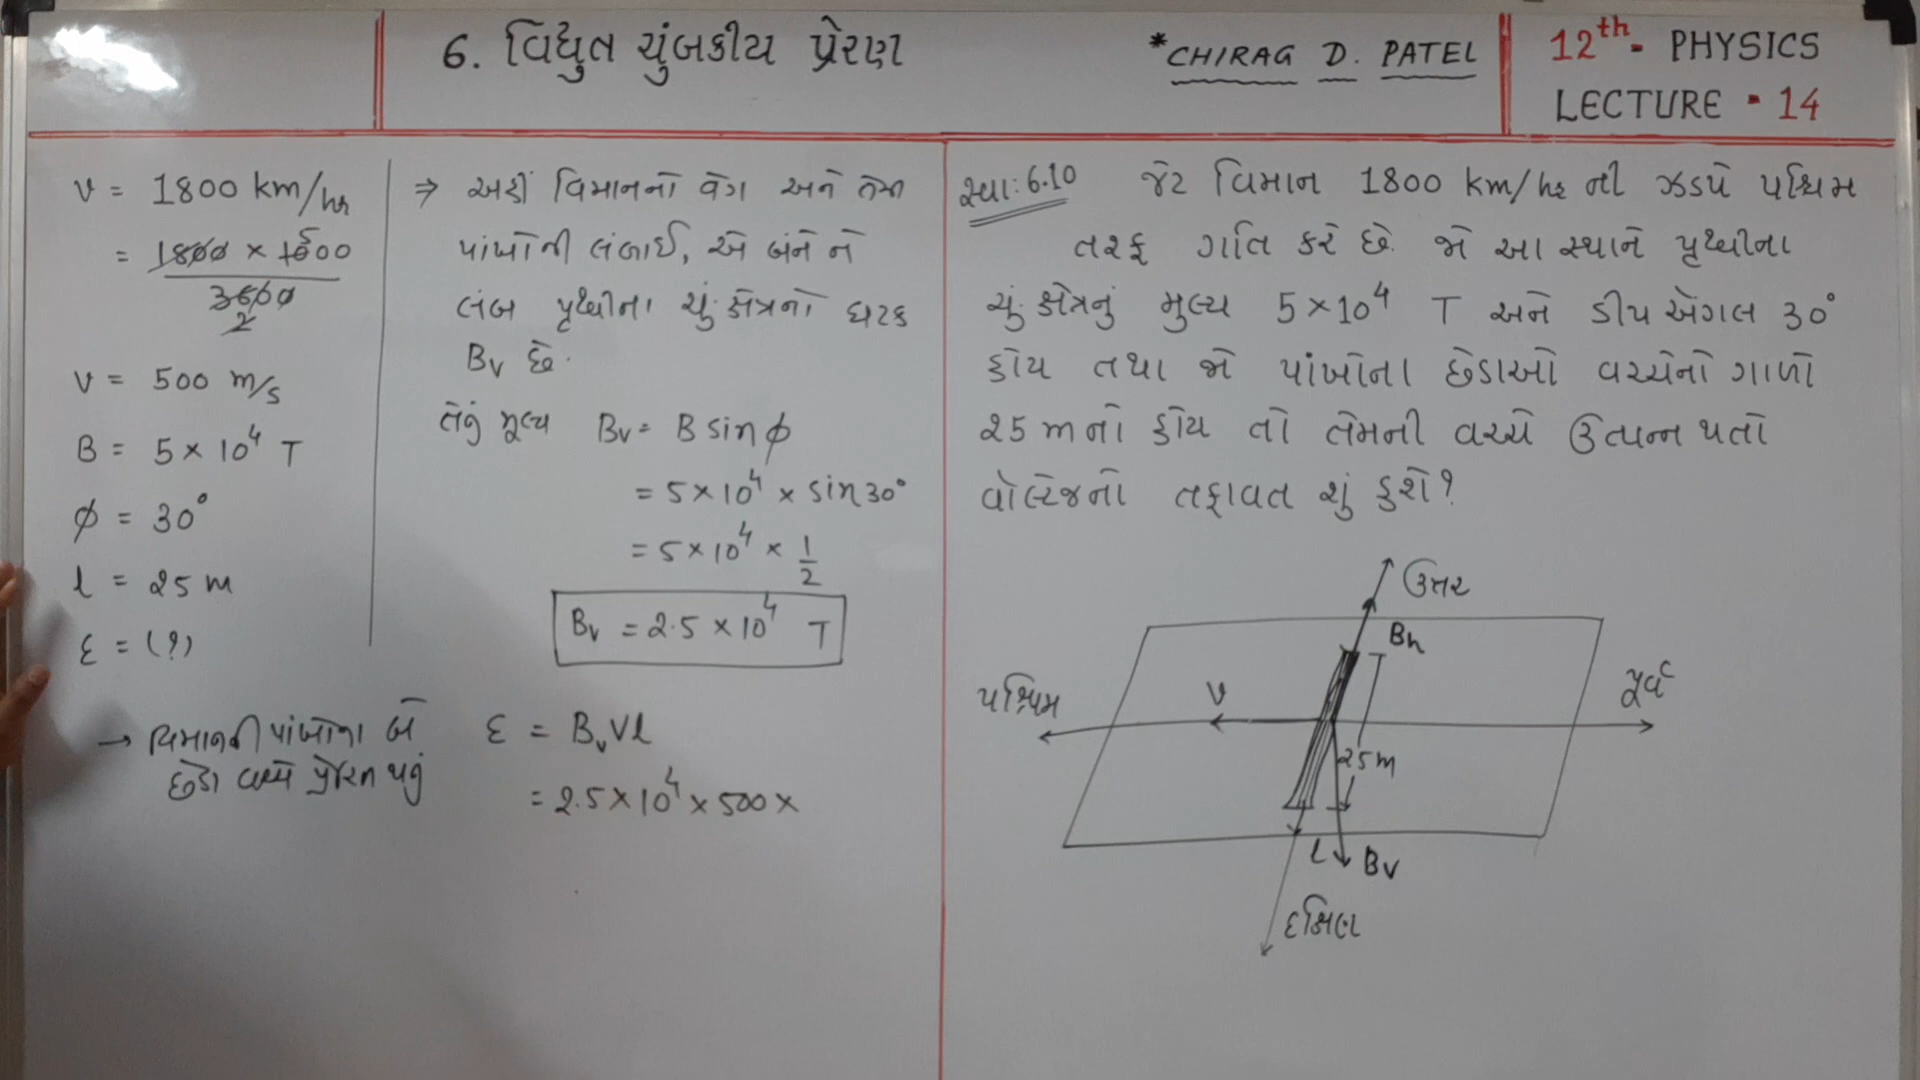 6. વિદ્યુત ચુંબકીય પ્રેરણ
*CHIRAG D. PATEL
12th- PHYSICS
LECTURE - 14
v = 1800 km/hr
= 1800 × 1000
3600
5
2
v = 500 m/s
B = 5 × 10⁴ T
ϕ = 30°
l = 25 m
ε = (?)
⇒ અહીં વિમાનનો વેગ અને તેના
પાંખોની લંબાઈ, એ બંને ને
લંબ પૃથ્વીના ચું. ક્ષેત્રનો ઘટક
Bv છે.
તેનું મૂલ્ય Bv = B sin ϕ
= 5 × 10⁴ × sin 30°
= 5 × 10⁴ × 1/2
Bv = 2.5 × 10⁴ T
→ વિમાનની પાંખોના બે
છેડા વચ્ચે પ્રેરિત થતું
ε = Bv V l
= 2.5 × 10⁴ × 500 ×
સ્વા: 6.10 જેટ વિમાન 1800 km/hr ની ઝડપે પશ્ચિમ
તરફ ગતિ કરે છે. જો આ સ્થાને પૃથ્વીના
ચું. ક્ષેત્રનું મુલ્ય 5 × 10⁴ T અને ડીપ એંગલ 30°
હોય તથા જો પાંખોના છેડાઓ વચ્ચેનો ગાળો
25 m નો હોય તો તેમની વચ્ચે ઉત્પન્ન થતો
વોલ્ટેજનો તફાવત શું હશે?
ઉત્તર
Bh
પશ્ચિમ
v
પૂર્વ
25 m
l
Bv
દક્ષિણ